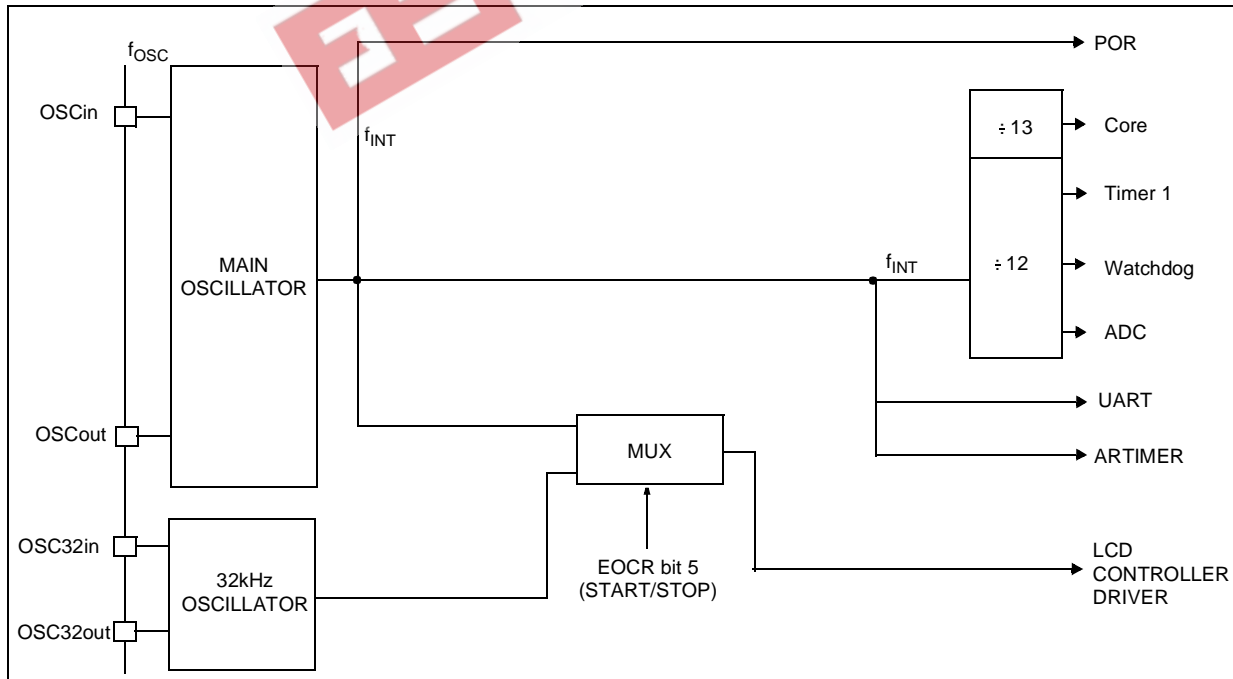 fOSC
POR
OSCin
÷13
Core
fINT
Timer 1
MAIN
OSCILLATOR
fINT
÷12
Watchdog
ADC
UART
OSCout
MUX
ARTIMER
OSC32in
32kHz
OSCILLATOR
EOCR bit 5
(START/STOP)
LCD
CONTROLLER
DRIVER
OSC32out